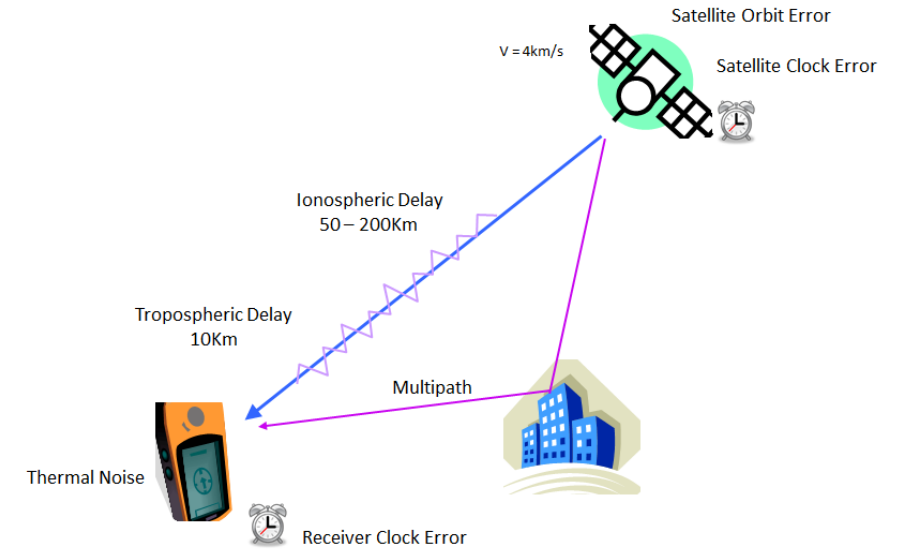 Satellite Orbit Error
V = 4km/s
Satellite Clock Error
Ionospheric Delay
50 – 200Km
Tropospheric Delay
10Km
Multipath
Thermal Noise
Receiver Clock Error